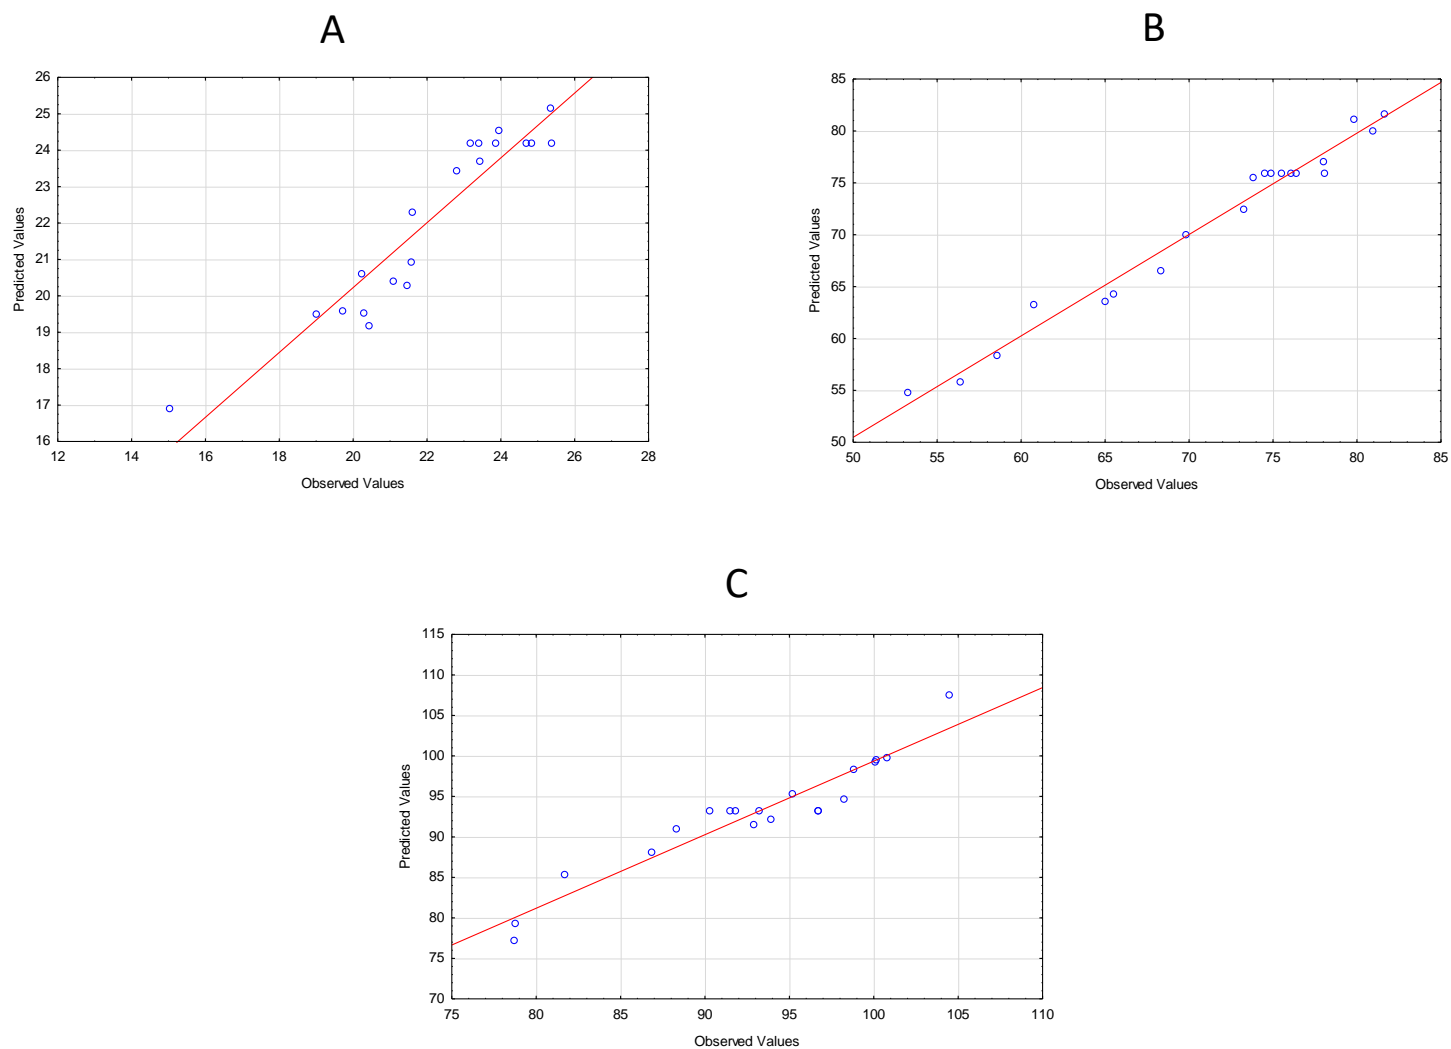 A
26
25
24
23
22
21
20
19
18
17
16
Predicted Values
12 14 16 18 20 22 24 26 28
Observed Values
B
85
80
75
70
65
60
55
50
Predicted Values
50 55 60 65 70 75 80 85
Observed Values
C
115
110
105
100
95
90
85
80
75
70
Predicted Values
75 80 85 90 95 100 105 110
Observed Values